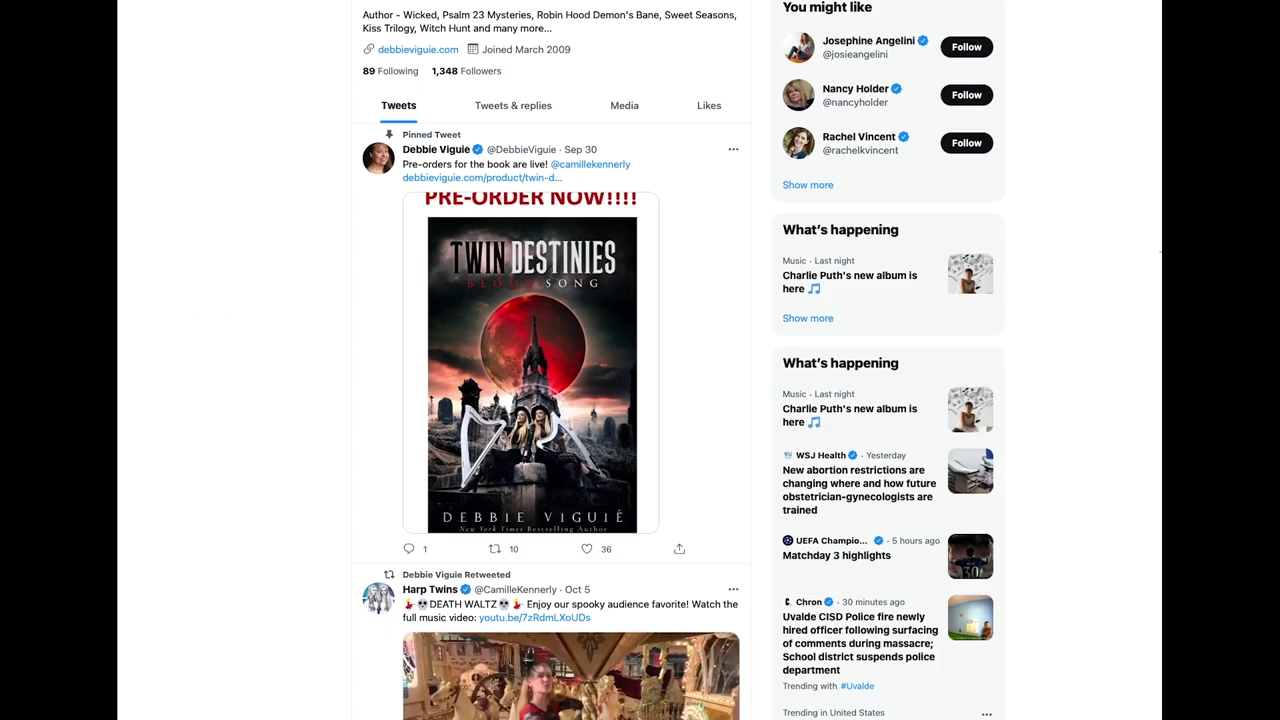 Author - Wicked, Psalm 23 Mysteries, Robin Hood Demon's Bane, Sweet Seasons,
Kiss Trilogy, Witch Hunt and many more...
debbieviguie.com Joined March 2009
89 Following 1,348 Followers
Tweets Tweets & replies Media Likes
Pinned Tweet
Debbie Viguie @DebbieViguie · Sep 30
Pre-orders for the book are live! @camillekennerly
debbieviguie.com/product/twin-d...
PRE-ORDER NOW!!!!
TWIN DESTINIES
BLOOD SONG
DEBBIE VIGUIÉ
New York Times Bestselling Author
1 10 36
Debbie Viguie Retweeted
Harp Twins @CamilleKennerly · Oct 5
💃💀DEATH WALTZ💀💃 Enjoy our spooky audience favorite! Watch the
full music video: youtu.be/7zRdmLXoUDs
You might like
Josephine Angelini
@josieangelini
Follow
Nancy Holder
@nancyholder
Follow
Rachel Vincent
@rachelkvincent
Follow
Show more
What's happening
Music · Last night
Charlie Puth's new album is
here 🎵
Show more
What's happening
Music · Last night
Charlie Puth's new album is
here 🎵
WSJ Health · Yesterday
New abortion restrictions are
changing where and how future
obstetrician-gynecologists are
trained
UEFA Champio... · 5 hours ago
Matchday 3 highlights
30
Chron · 30 minutes ago
Uvalde CISD Police fire newly
hired officer following surfacing
of comments during massacre;
School district suspends police
department
Trending with #Uvalde
Trending in United States